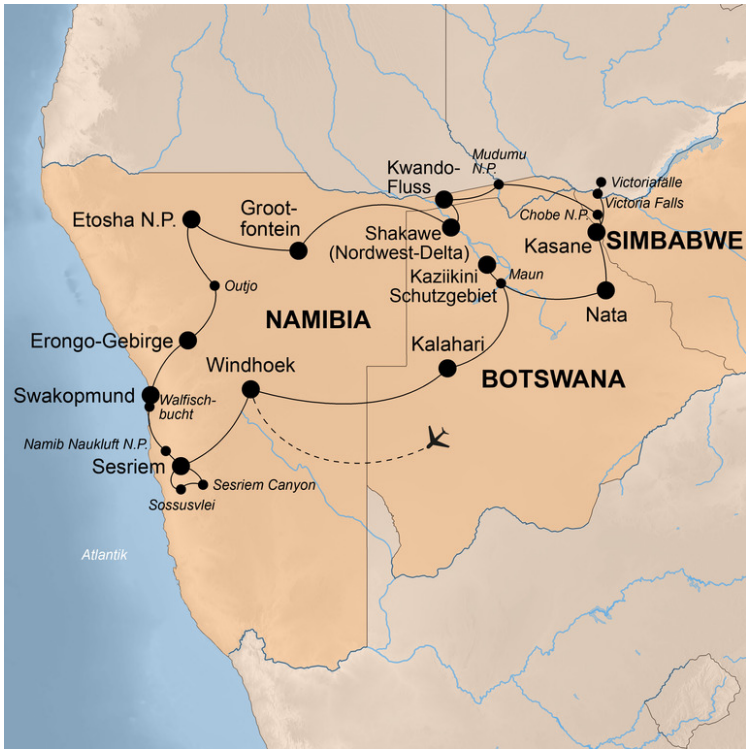 Mudumu
N.P.
Kwando-
Fluss
Victoriafälle
Victoria Falls
Etosha N.P.
Groot-
fontein
Chobe N.P.
Shakawe
(Nordwest-Delta)
Kasane
SIMBABWE
Kaziikini
Schutzgebiet
Maun
Outjo
NAMIBIA
Nata
Erongo-Gebirge
Kalahari
Windhoek
BOTSWANA
Swakopmund
Walfisch-
bucht
Namib Naukluft N.P.
Sesriem
Sesriem Canyon
Sossusvlei
Atlantik